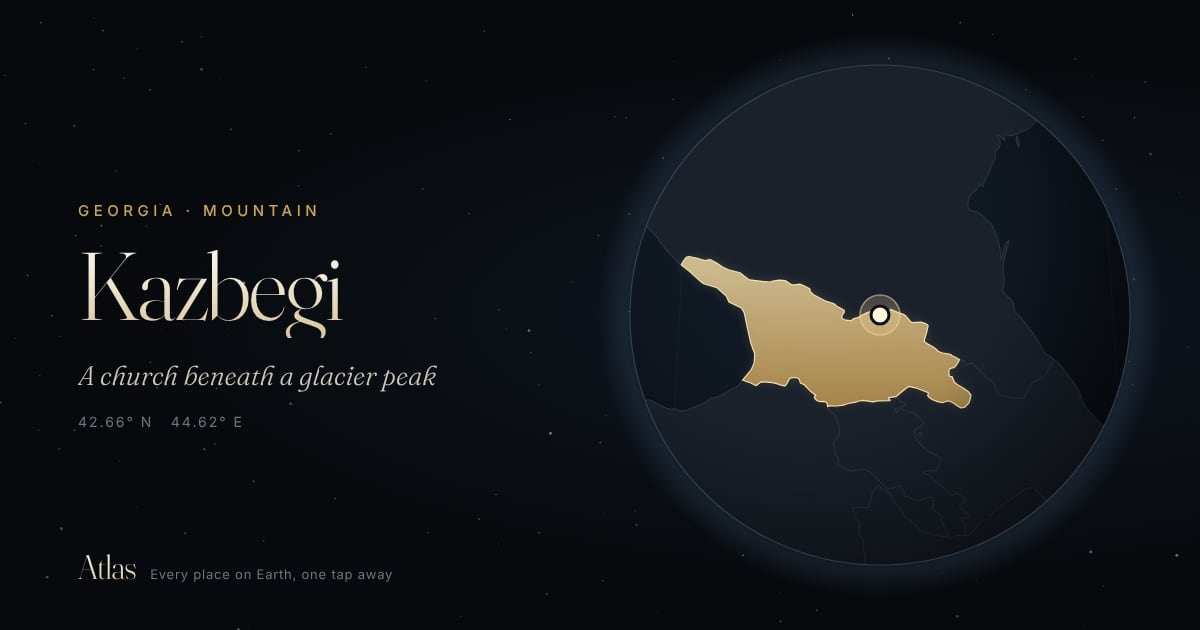 GEORGIA · MOUNTAIN
Kazbegi
A church beneath a glacier peak
42.66° N 44.62° E
Atlas Every place on Earth, one tap away